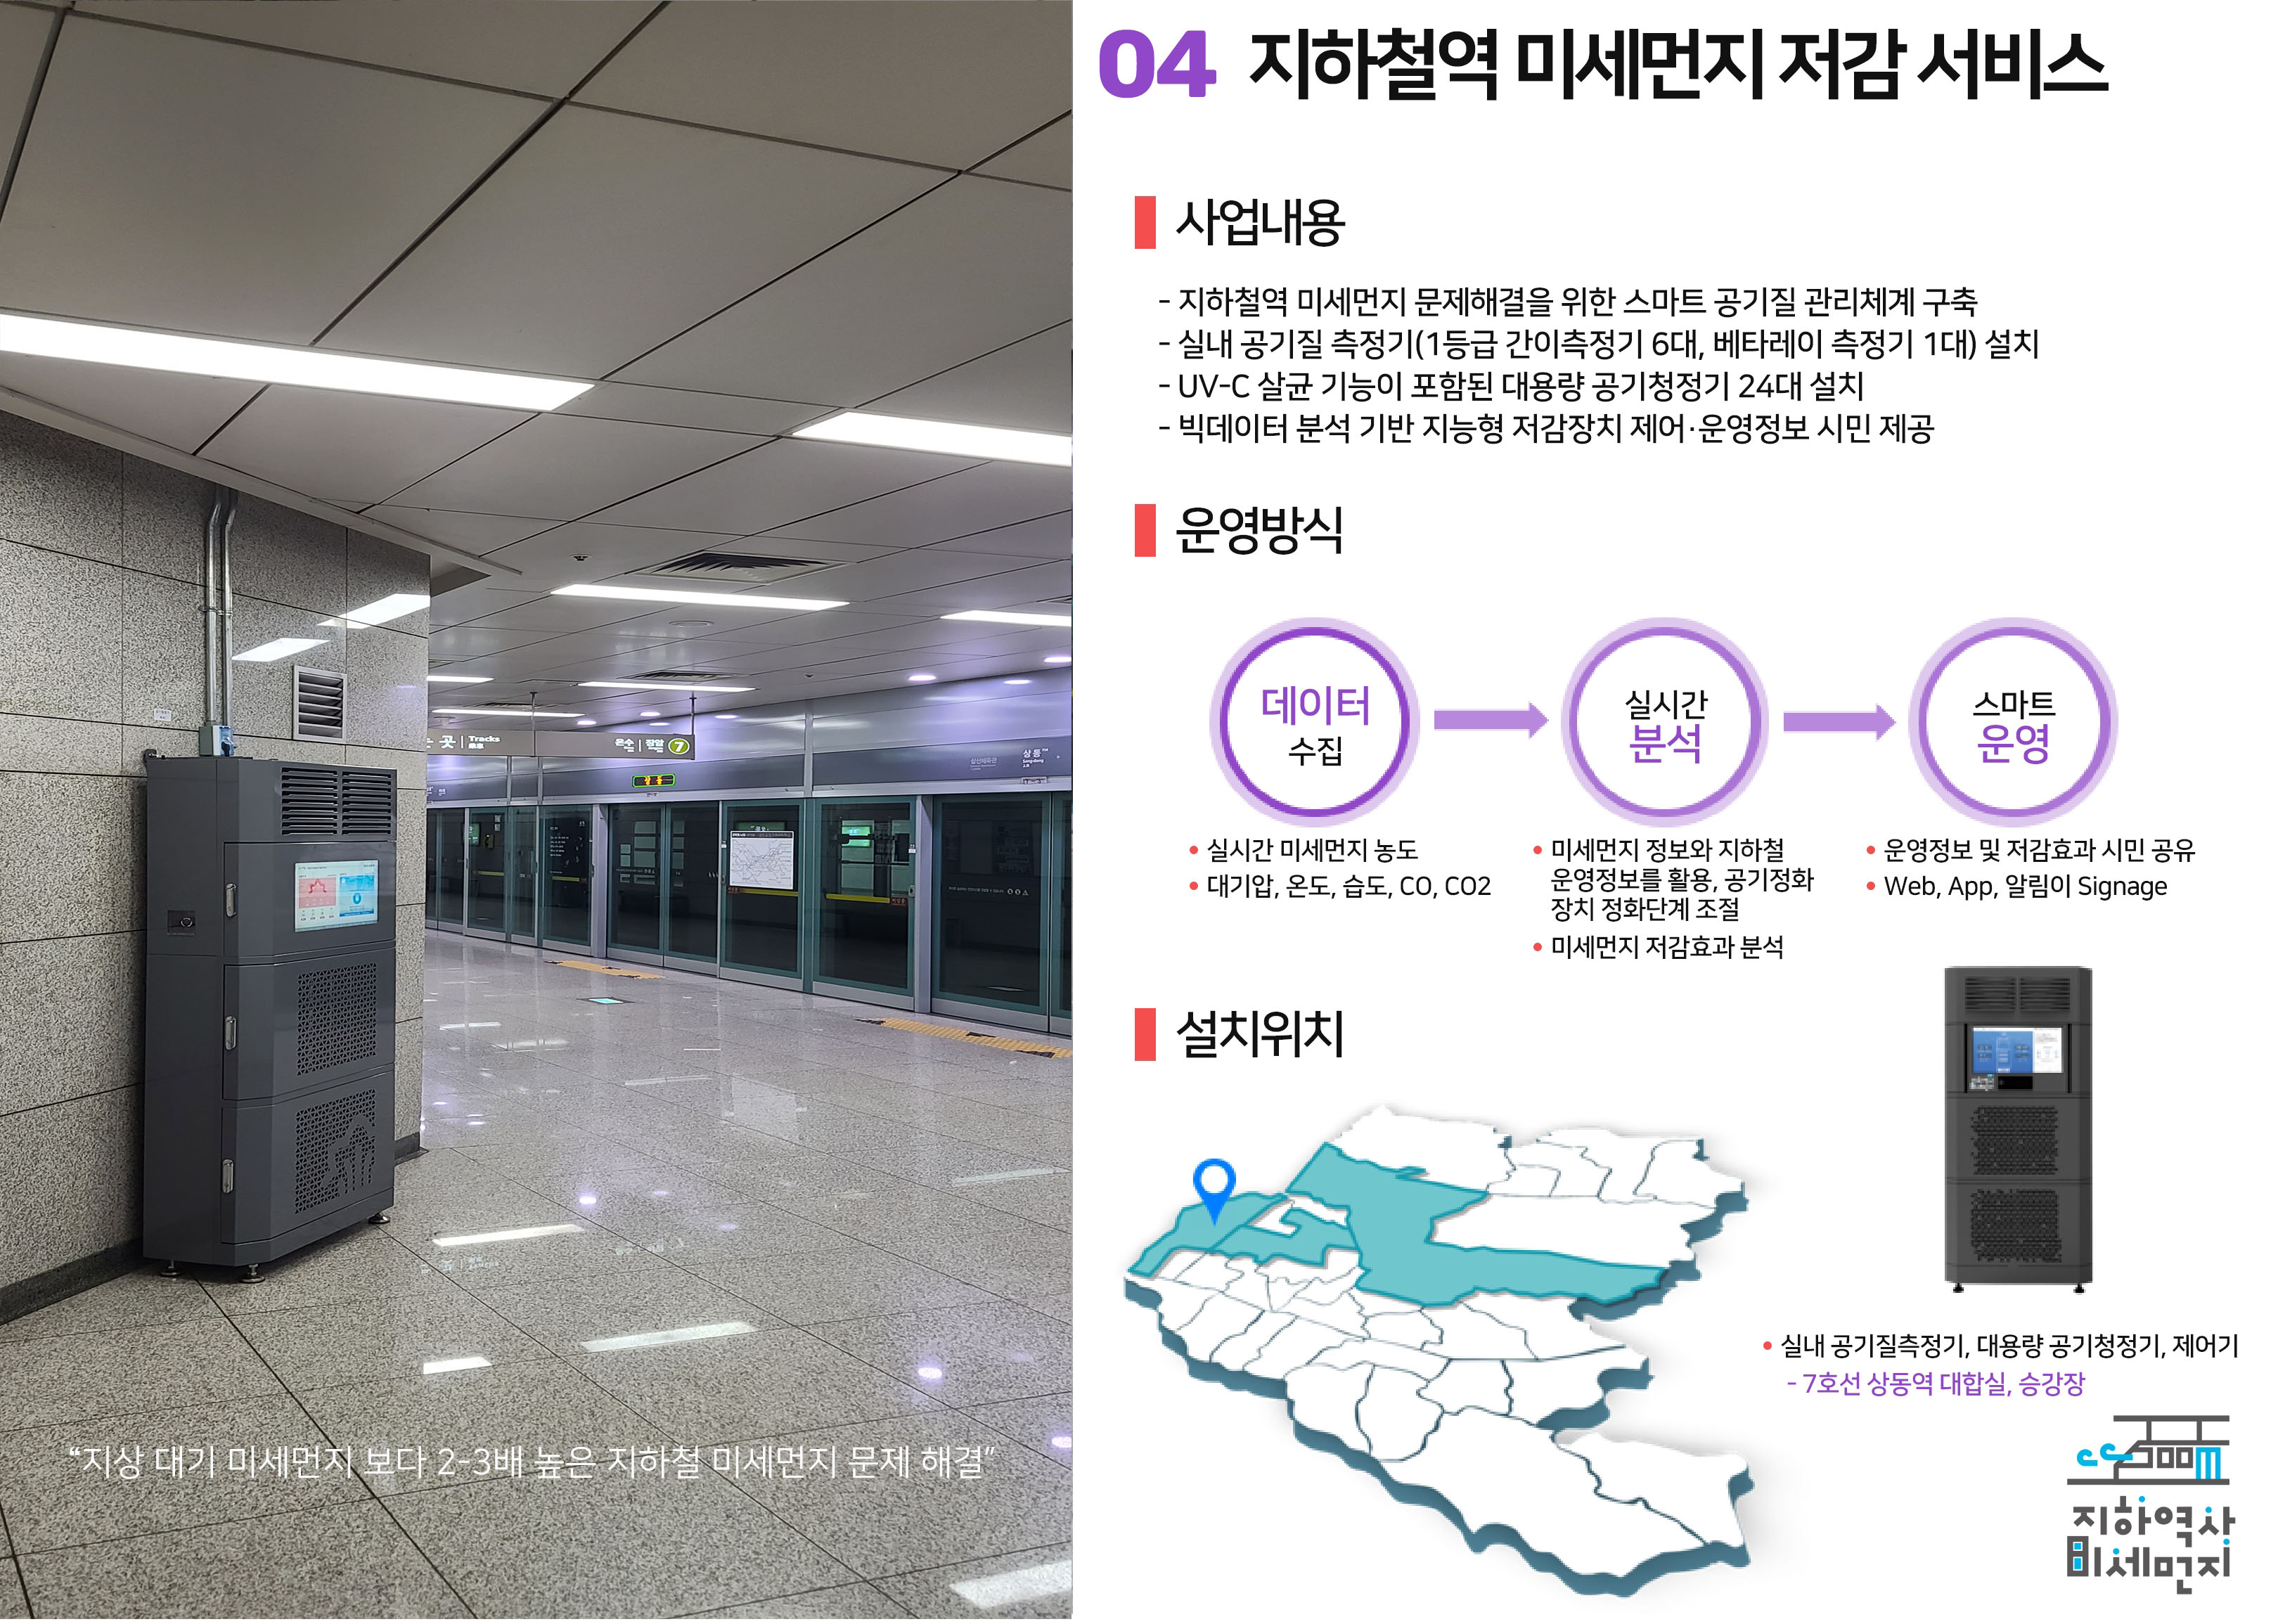 04 지하철역 미세먼지 저감 서비스
사업내용
- 지하철역 미세먼지 문제해결을 위한 스마트 공기질 관리체계 구축
- 실내 공기질 측정기(1등급 간이측정기 6대, 베타레이 측정기 1대) 설치
- UV-C 살균 기능이 포함된 대용량 공기청정기 24대 설치
- 빅데이터 분석 기반 지능형 저감장치 제어·운영정보 시민 제공
운영방식
데이터
수집
실시간
분석
스마트
운영
• 실시간 미세먼지 농도
• 대기압, 온도, 습도, CO, CO2
• 미세먼지 정보와 지하철
운영정보를 활용, 공기정화
장치 정화단계 조절
• 미세먼지 저감효과 분석
• 운영정보 및 저감효과 시민 공유
• Web, App, 알림이 Signage
설치위치
• 실내 공기질측정기, 대용량 공기청정기, 제어기
- 7호선 상동역 대합실, 승강장
지하역사
미세먼지
는 곳 | Tracks
온수 | 장암 7
상동
Sang-dong
“지상 대기 미세먼지 보다 2-3배 높은 지하철 미세먼지 문제 해결”